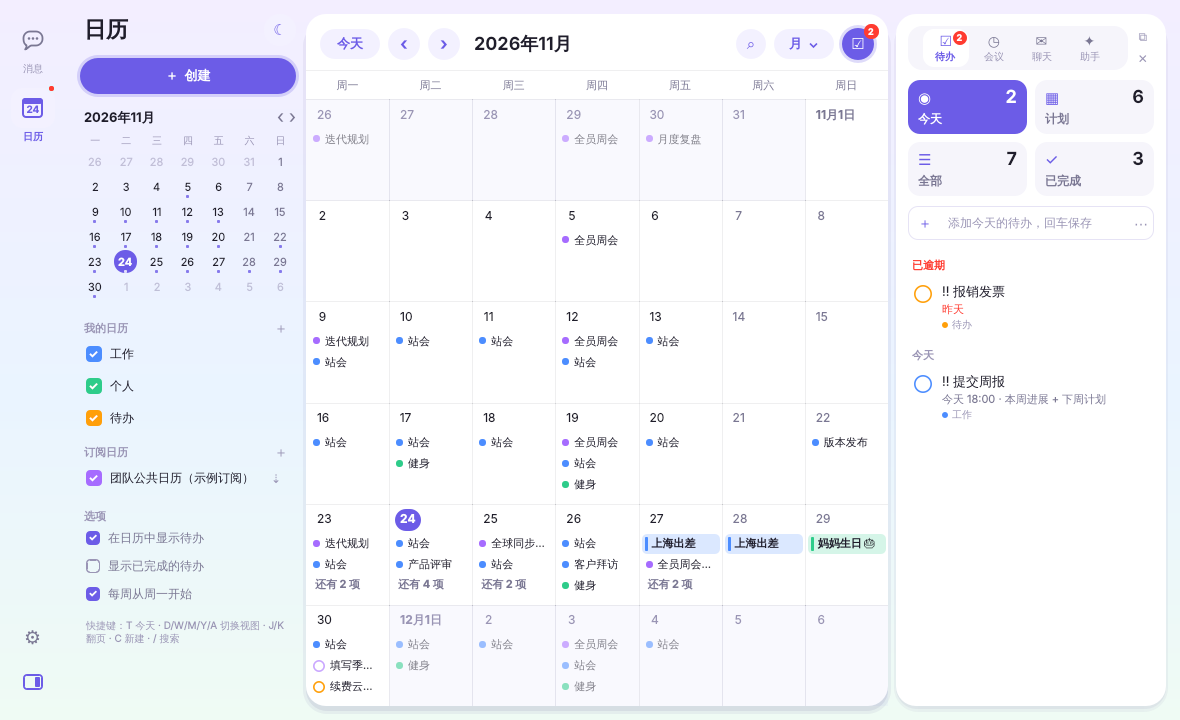 消息
24
日历
日历
+ 创建
2026年11月
一 二 三 四 五 六 日
26 27 28 29 30 31 1
2 3 4 5 6 7 8
9 10 11 12 13 14 15
16 17 18 19 20 21 22
23 24 25 26 27 28 29
30 1 2 3 4 5 6
我的日历 +
工作
个人
待办
订阅日历 +
团队公共日历（示例订阅）
选项
在日历中显示待办
显示已完成的待办
每周从周一开始
快捷键：T 今天 · D/W/M/Y/A 切换视图 · J/K
翻页 · C 新建 · / 搜索
今天 2026年11月 月 2
周一 周二 周三 周四 周五 周六 周日
26 27 28 29 30 31 11月1日
迭代规划 全员周会 月度复盘
2 3 4 5 6 7 8
全员周会
9 10 11 12 13 14 15
迭代规划 站会 站会 全员周会 站会
站会 站会
16 17 18 19 20 21 22
站会 站会 站会 全员周会 站会 版本发布
健身 站会
健身
23 24 25 26 27 28 29
迭代规划 站会 全球同步... 站会 上海出差 上海出差 妈妈生日🎂
站会 产品评审 站会 客户拜访 全员周会...
还有 2 项 还有 4 项 还有 2 项 健身 还有 2 项
30 12月1日 2 3 4 5 6
站会 站会 站会 全员周会 站会
填写季... 健身 站会
续费云... 健身
2
待办 会议 聊天 助手
2 6
今天 计划
7 3
全部 已完成
+ 添加今天的待办，回车保存 ···
已逾期
!! 报销发票
昨天
待办
今天
!! 提交周报
今天 18:00 · 本周进展 + 下周计划
工作